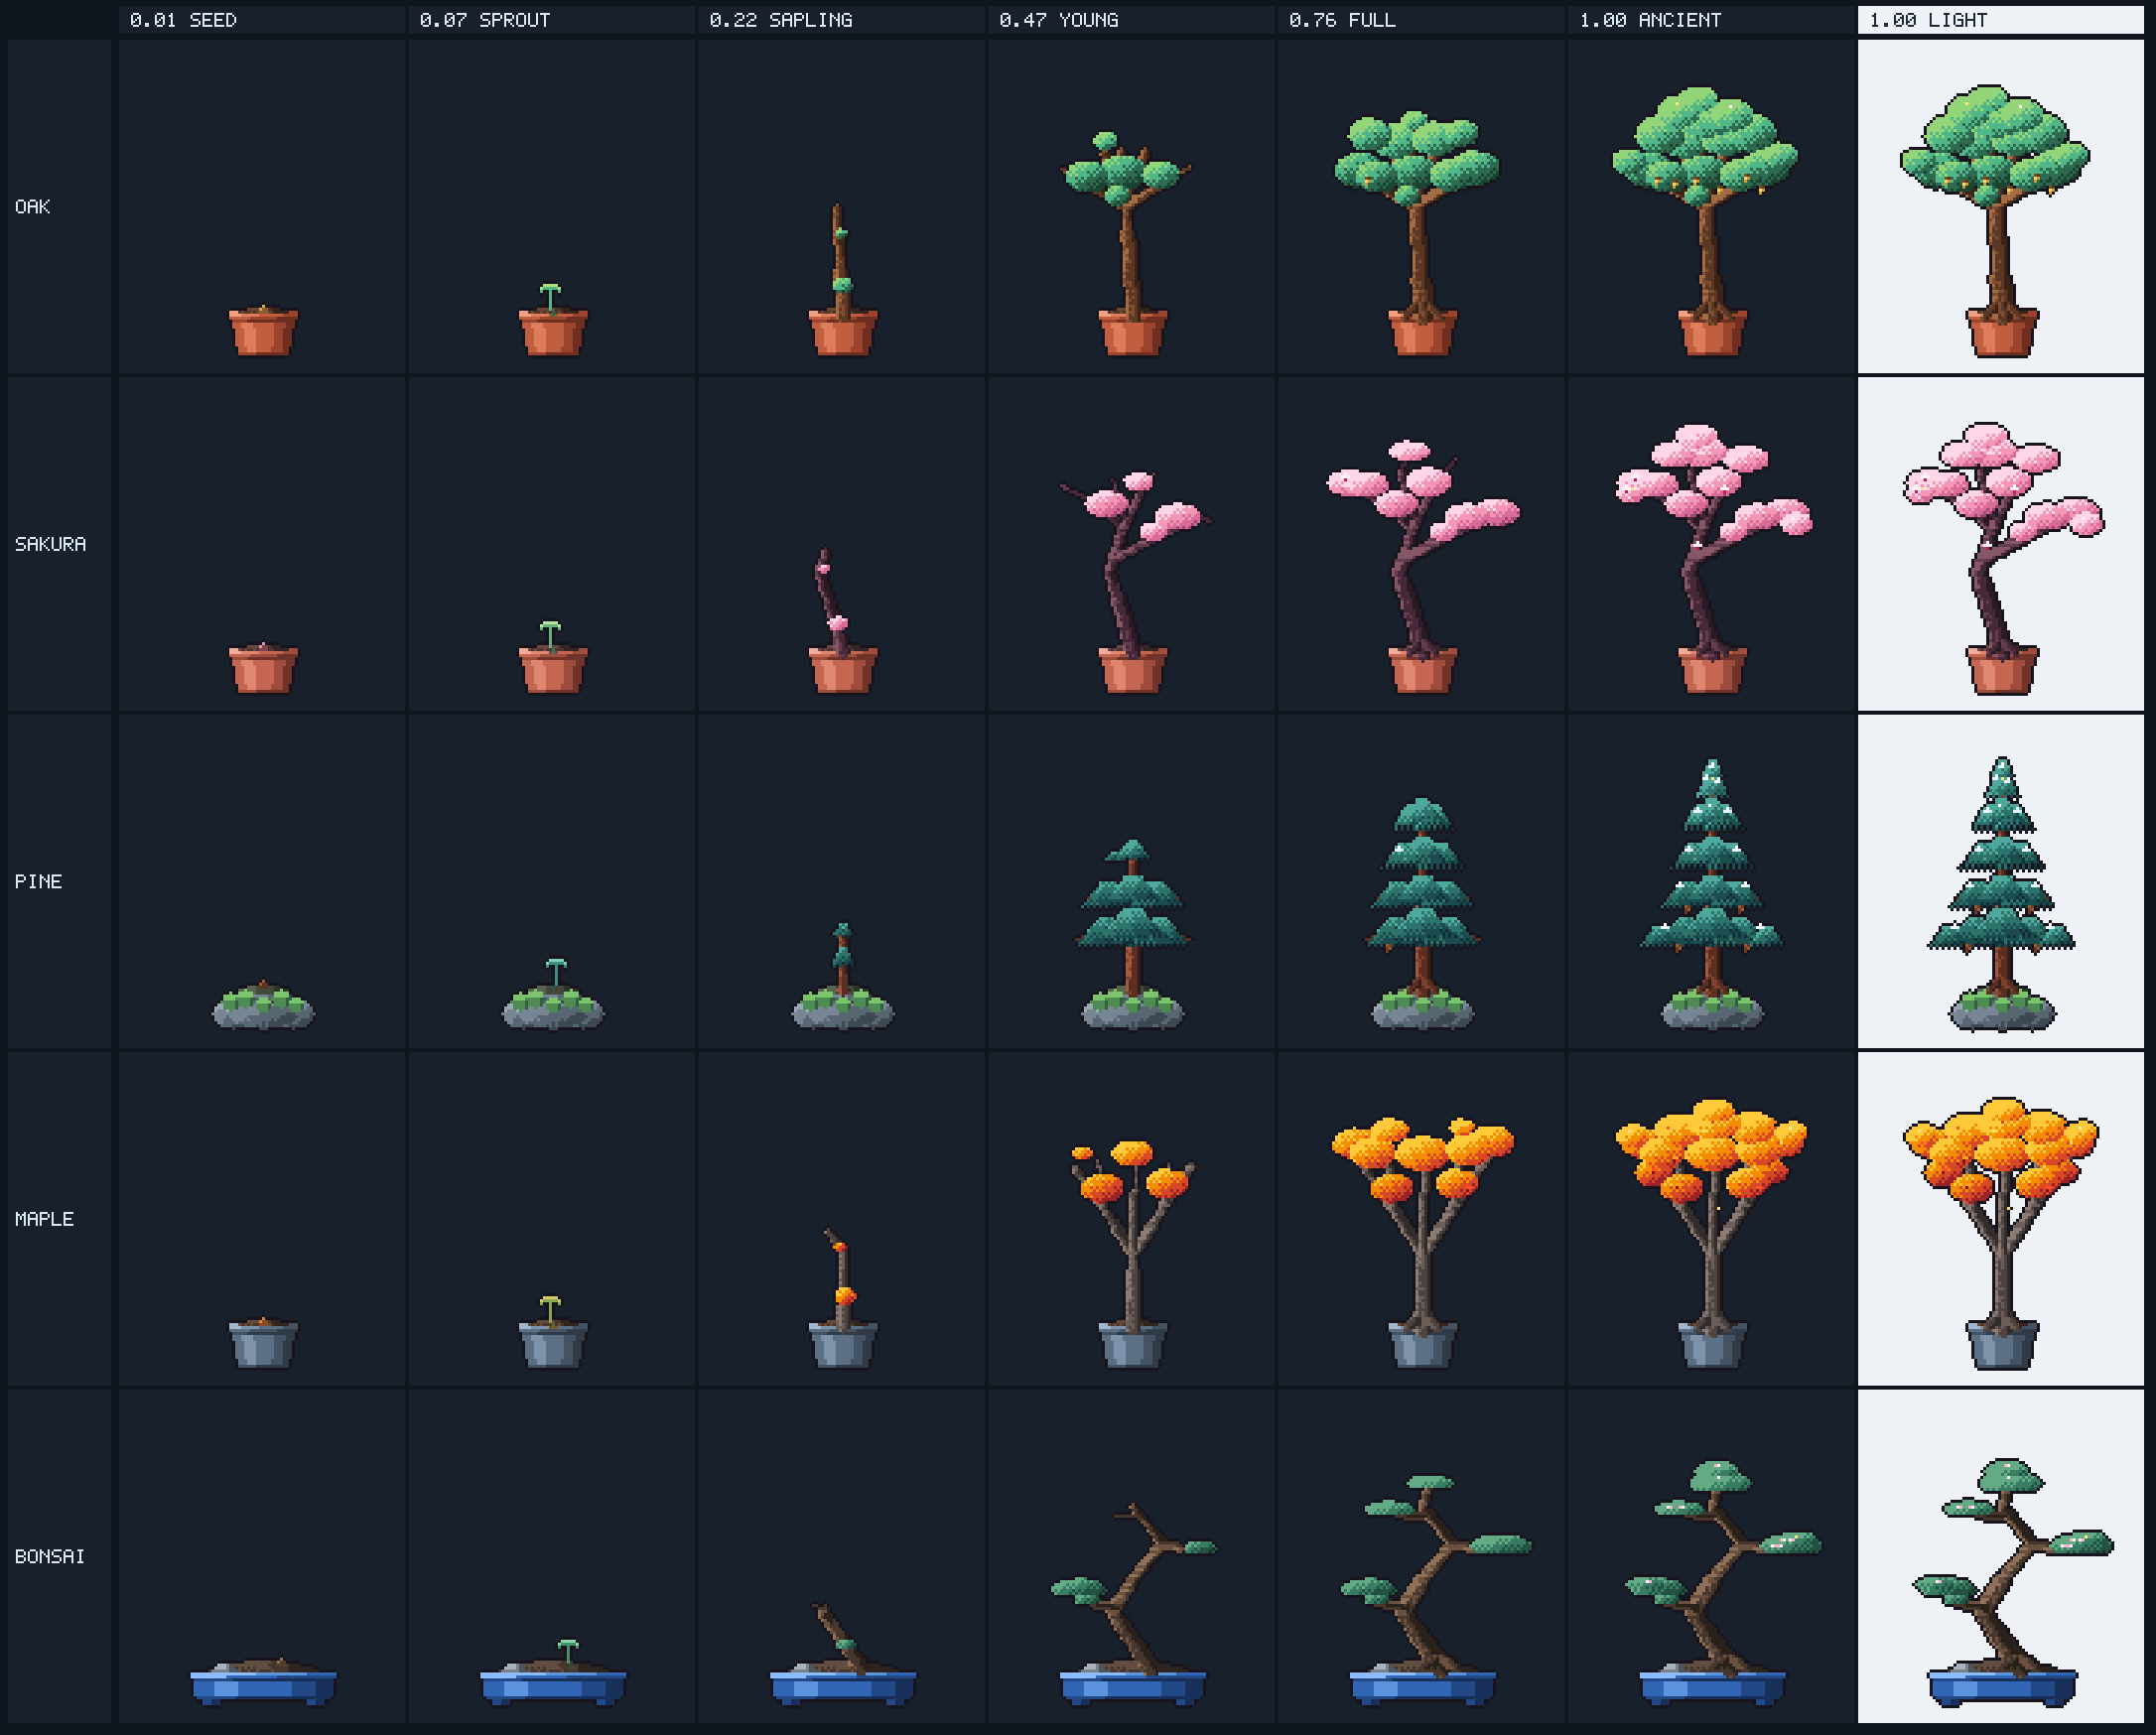 0.01 SEED
0.07 SPROUT
0.22 SAPLING
0.47 YOUNG
0.76 FULL
1.00 ANCIENT
1.00 LIGHT
OAK
SAKURA
PINE
MAPLE
BONSAI